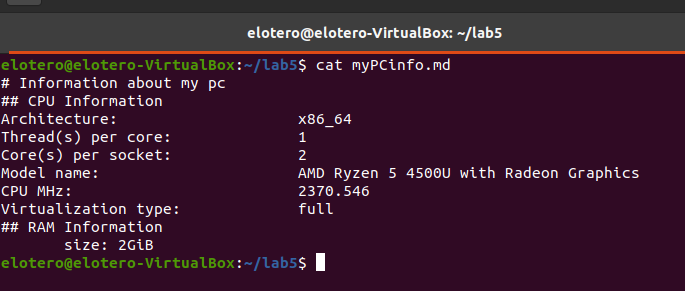 elotero@elotero-VirtualBox: ~/lab5
elotero@elotero-VirtualBox:~/lab5$ cat myPCinfo.md
# Information about my pc
## CPU Information
Architecture:                    x86_64
Thread(s) per core:              1
Core(s) per socket:              2
Model name:                      AMD Ryzen 5 4500U with Radeon Graphics
CPU MHz:                         2370.546
Virtualization type:             full
## RAM Information
       size: 2GiB
elotero@elotero-VirtualBox:~/lab5$